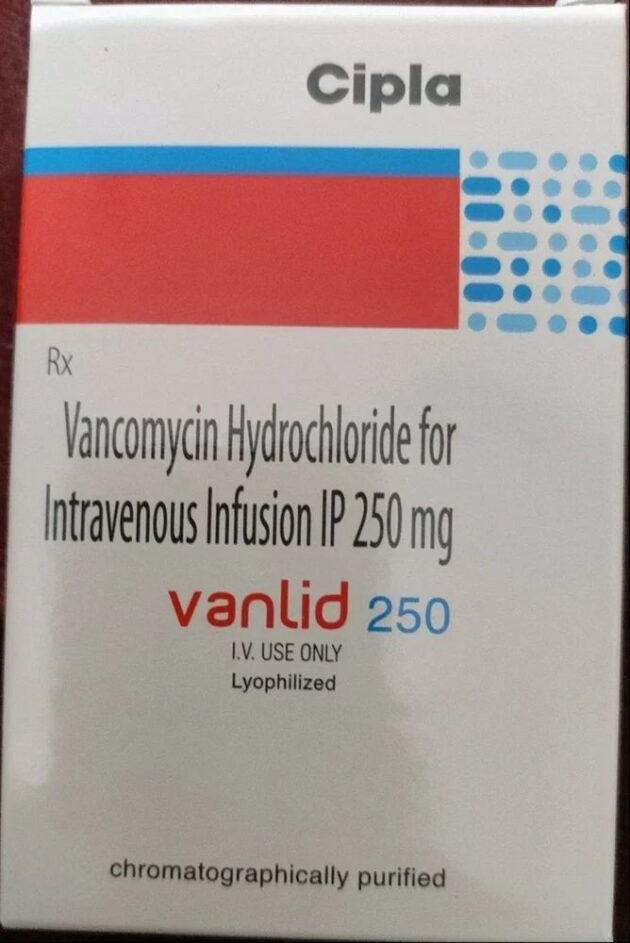 Cipla
Rx
Vancomycin Hydrochloride for
Intravenous Infusion IP 250 mg
vanlid 250
I.V. USE ONLY
Lyophilized
chromatographically purified